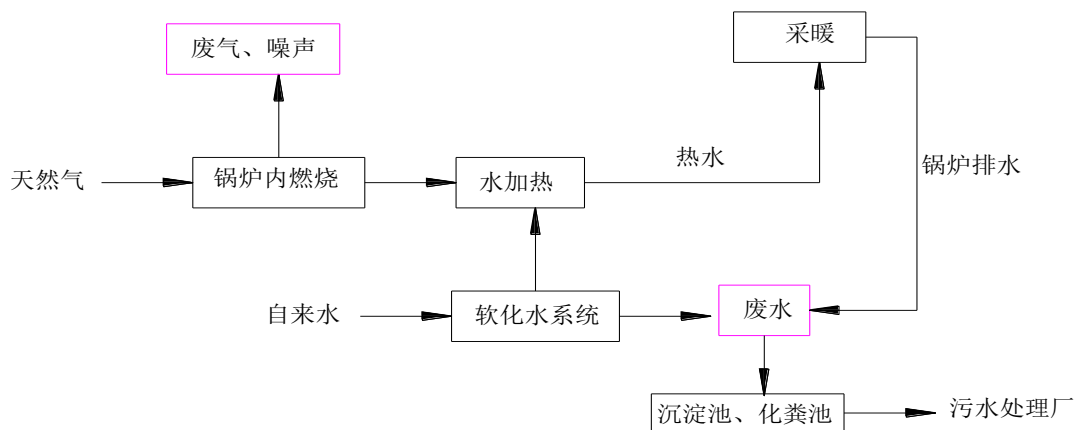 废气、噪声
采暖
天然气
锅炉内燃烧
水加热
热水
锅炉排水
自来水
软化水系统
废水
沉淀池、化粪池
污水处理厂